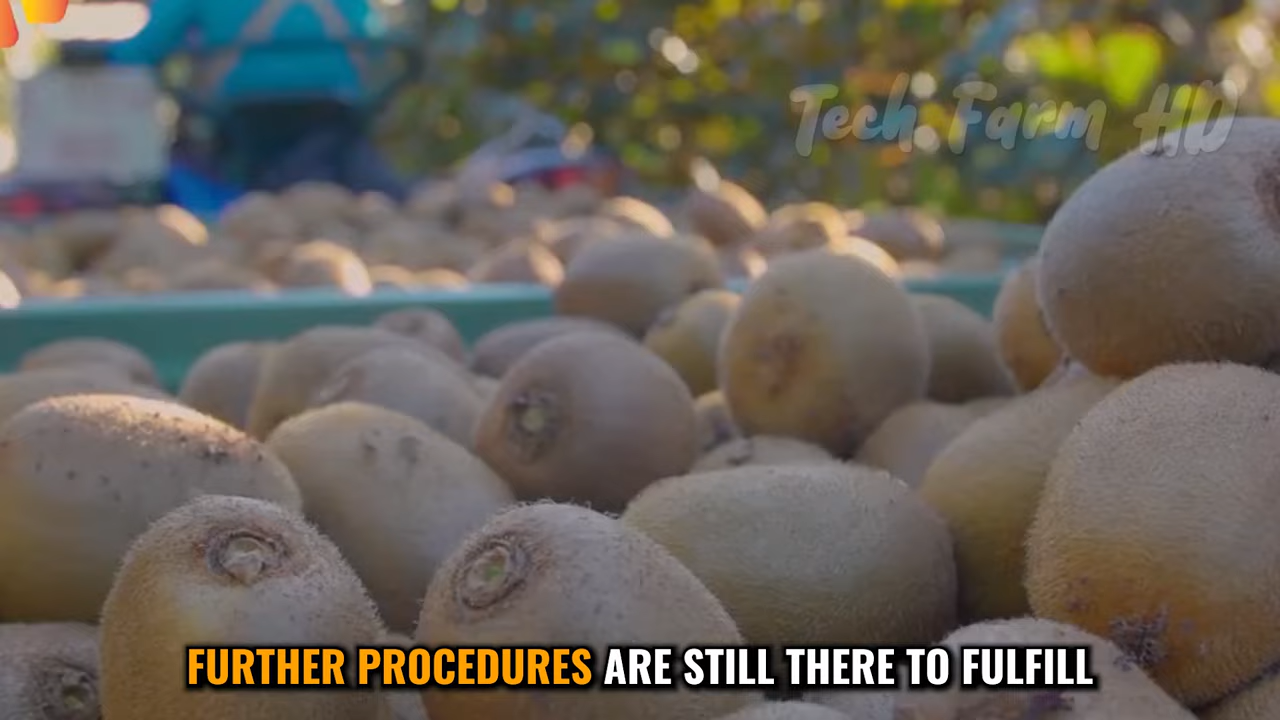 Tech Farm HD
FURTHER PROCEDURES ARE STILL THERE TO FULFILL